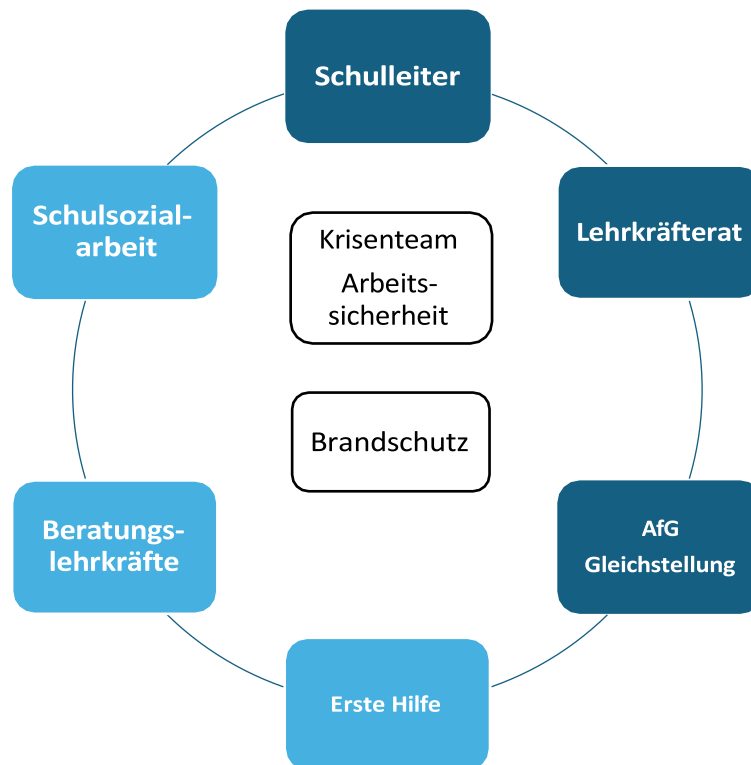 Schulleiter
Schulsozial-
arbeit
Lehrkräfterat
Krisenteam
Arbeits-
sicherheit
Brandschutz
Beratungs-
lehrkräfte
AfG
Gleichstellung
Erste Hilfe